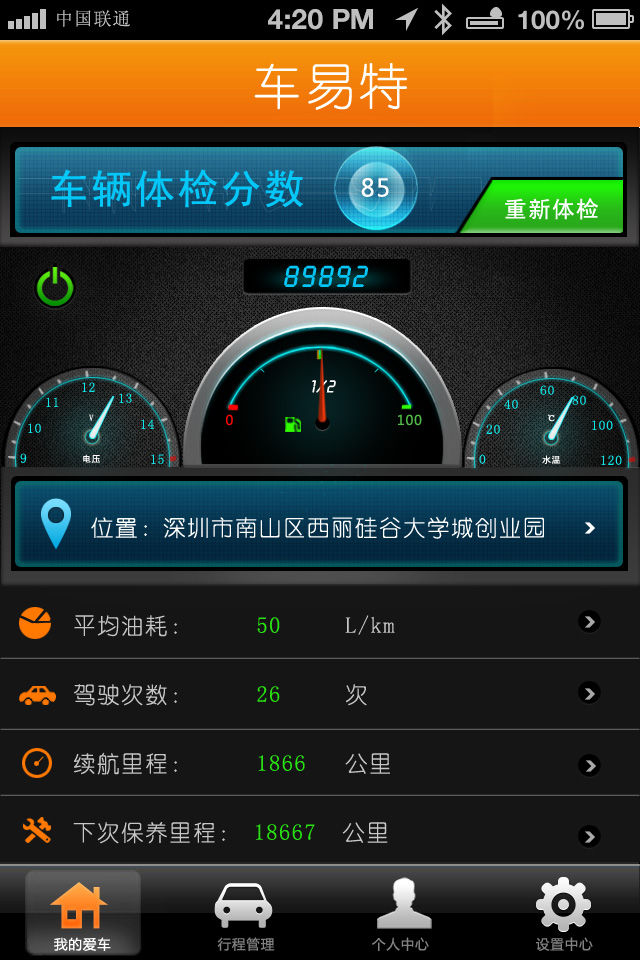 中国联通 4:20 PM 100%
车易特
车辆体检分数 85 重新体检
89892
1/2
0 100
9 10 11 12 13 14 15
V
电压
0 20 40 60 80 100 120
℃
水温
位置：深圳市南山区西丽硅谷大学城创业园
平均油耗： 50 L/km
驾驶次数： 26 次
续航里程： 1866 公里
下次保养里程： 18667 公里
我的爱车 行程管理 个人中心 设置中心